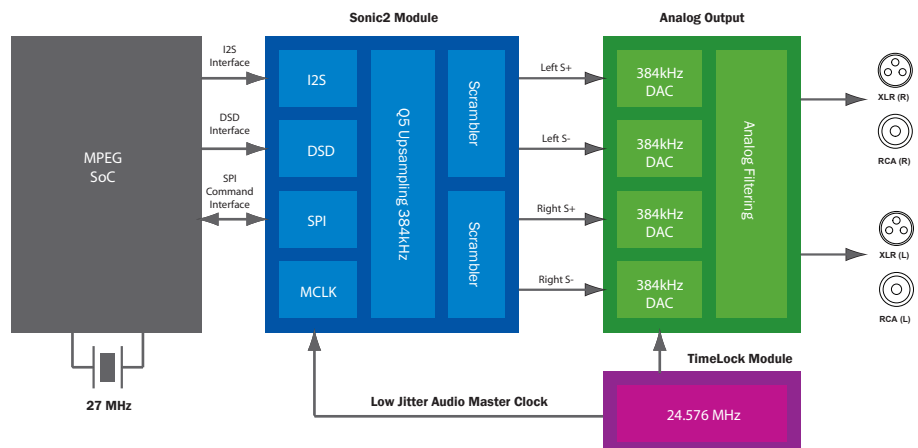 Sonic2 Module
Analog Output
I2S
Interface
DSD
Interface
SPI
Command
Interface
MPEG
SoC
27 MHz
I2S
DSD
SPI
MCLK
Q5 Upsampling 384kHz
Scrambler
Scrambler
Left S+
Left S-
Right S+
Right S-
384kHz
DAC
384kHz
DAC
384kHz
DAC
384kHz
DAC
Analog Filtering
XLR (R)
RCA (R)
XLR (L)
RCA (L)
TimeLock Module
Low Jitter Audio Master Clock
24.576 MHz